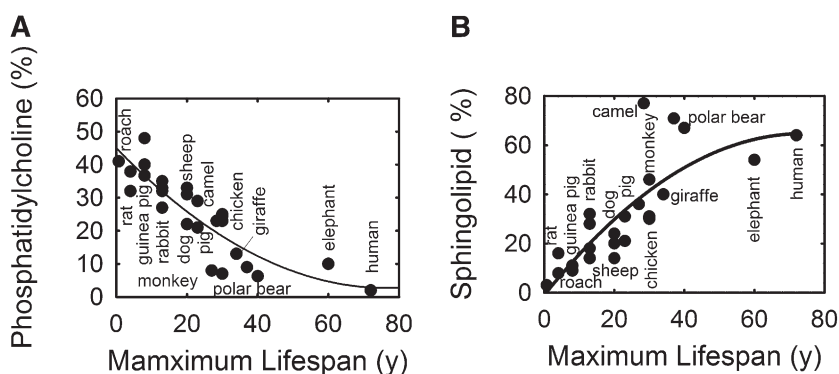 A
Phosphatidylcholine (%)
60
50
40
30
20
10
0
roach
rat
guinea pig
rabbit
sheep
dog
pig
camel
chicken
giraffe
monkey
polar bear
elephant
human
0 20 40 60 80
Mamximum Lifespan (y)
B
Sphingolipid ( %)
80
60
40
20
0
camel
monkey
polar bear
rat
guinea pig
rabbit
dog
pig
giraffe
roach
sheep
chicken
elephant
human
0 20 40 60 80
Maximum Lifespan (y)